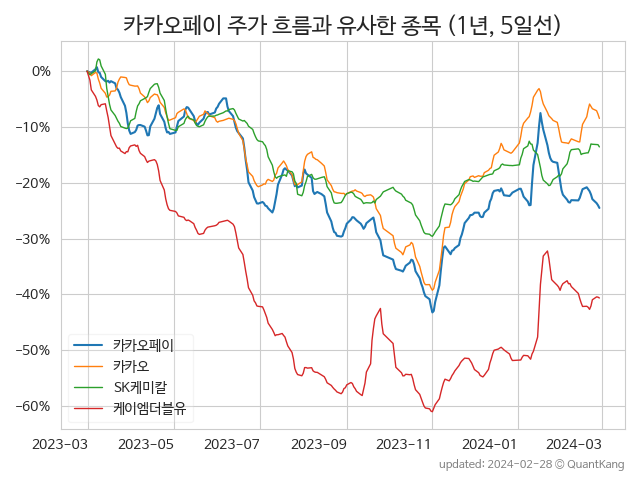 카카오페이 주가 흐름과 유사한 종목 (1년, 5일선)
0%
−10%
−20%
−30%
−40%
−50%
−60%
카카오페이
카카오
SK케미칼
케이엠더블유
2023-03
2023-05
2023-07
2023-09
2023-11
2024-01
2024-03
updated: 2024-02-28 ⓒ QuantKang